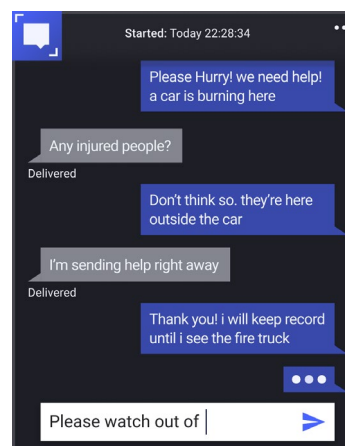 Started: Today 22:28:34
Please Hurry! we need help!
a car is burning here
Any injured people?
Delivered
Don't think so. they're here
outside the car
I'm sending help right away
Delivered
Thank you! i will keep record
until i see the fire truck
Please watch out of